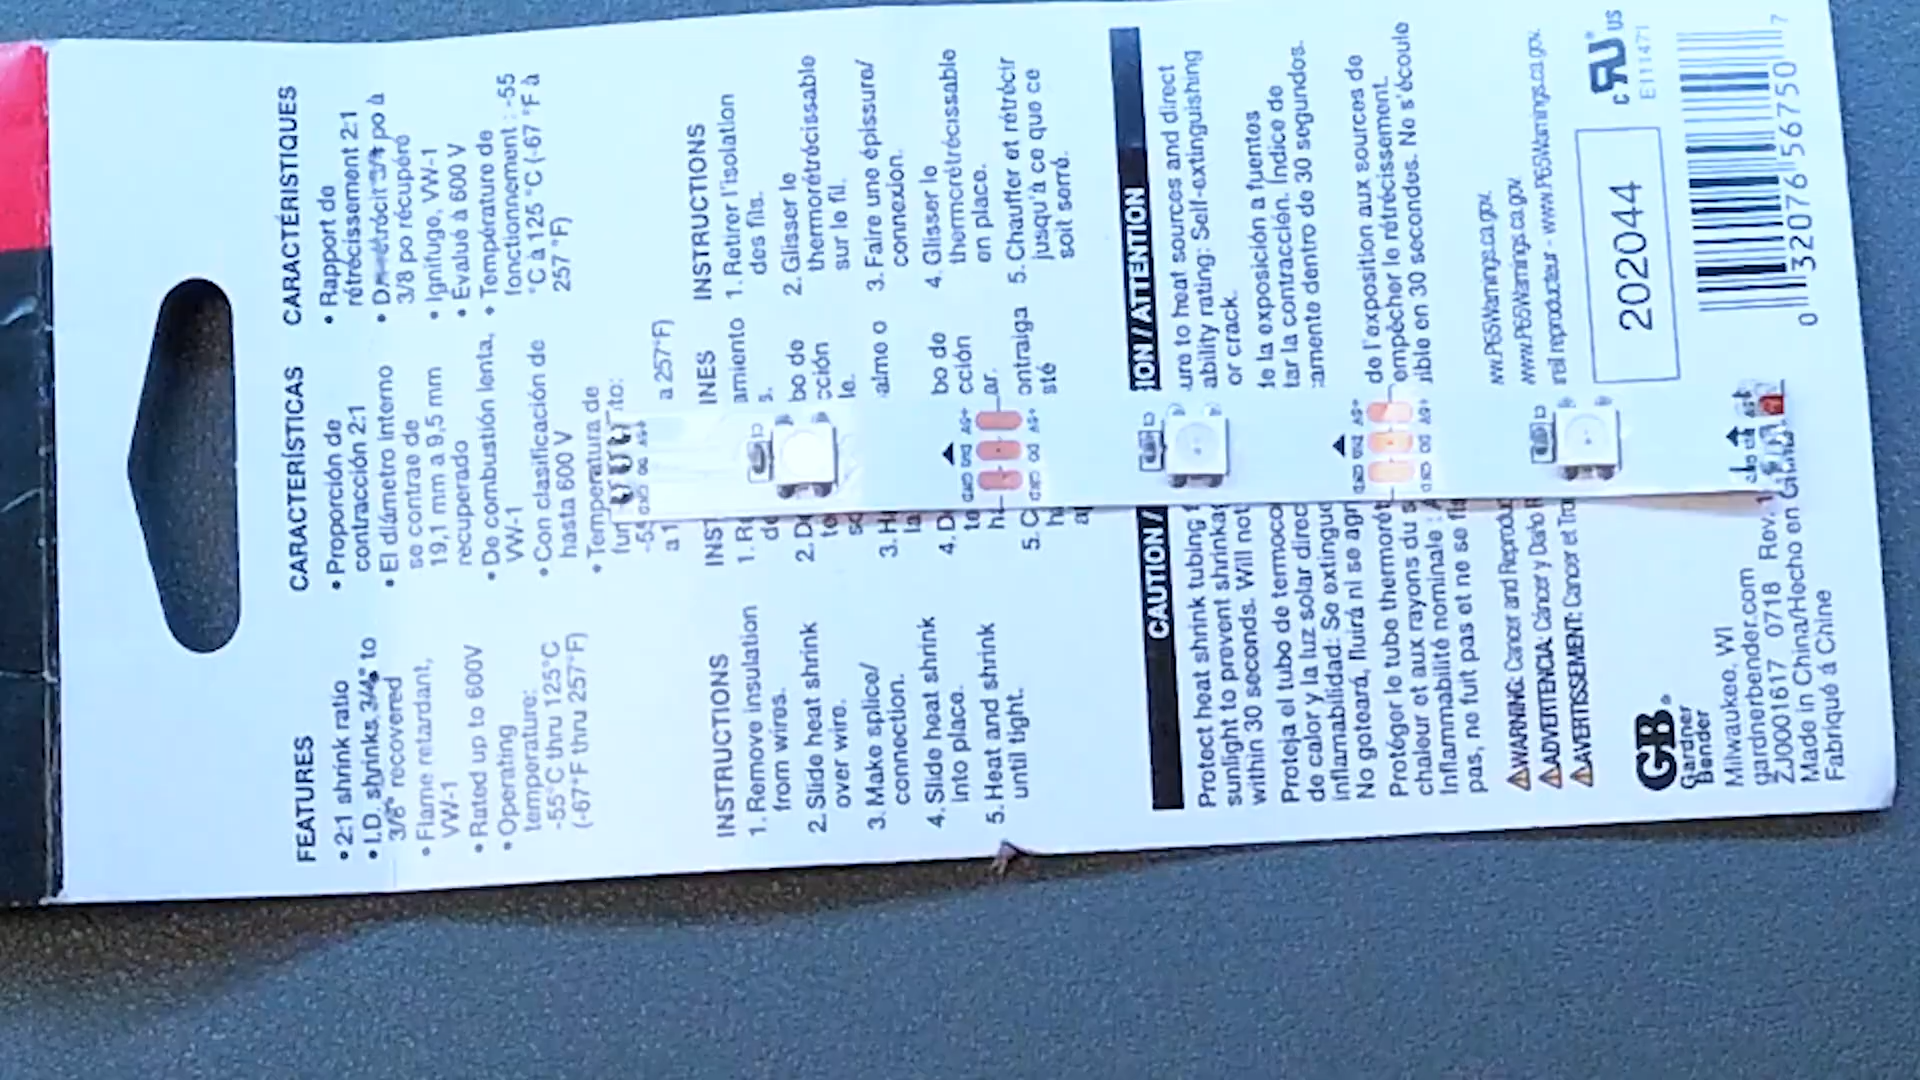 FEATURES
• 2:1 shrink ratio
• I.D. shrinks 3/4" to
3/8" recovered
• Flame retardant,
VW-1
• Rated up to 600V
• Operating
temperature:
-55°C thru 125°C
(-67°F thru 257°F)
INSTRUCTIONS
1. Remove insulation
from wires.
2. Slide heat shrink
over wire.
3. Make splice/
connection.
4. Slide heat shrink
into place.
5. Heat and shrink
until tight.
CARACTERÍSTICAS
• Proporción de
contracción 2:1
• El diámetro interno
se contrae de
19,1 mm a 9,5 mm
recuperado
• De combustión lenta,
VW-1
• Con clasificación de
hasta 600 V
• Temperatura de
a 257°F)
CARACTÉRISTIQUES
• Rapport de
rétrécissement 2:1
3/8 po récupéré
• Ignifuge, VW-1
• Évalué à 600 V
• Température de
fonctionnement : -55
°C à 125 °C (-67 °F à
257 °F)
INSTRUCTIONS
1. Retirer l'isolation
des fils.
2. Glisser le
thermorétrécissable
sur le fil.
3. Faire une épissure/
connexion.
4. Glisser le
thermorétrécissable
en place.
5. Chauffer et rétrécir
jusqu'à ce que ce
soit serré.
CAUTION / ION / ATTENTION
Protect heat shrink tubing ure to heat sources and direct
sunlight to prevent shrinka ability rating: Self-extinguishing
within 30 seconds. Will not or crack.
Proteja el tubo de termoco le la exposición a fuentes
de calor y la luz solar direc tar la contracción. Índice de
inflamabilidad: Se extingue amente dentro de 30 segundos.
No goteará, fluirá ni se agr
Protéger le tube thermorét de l'exposition aux sources de
chaleur et aux rayons du s empêcher le rétrécissement.
Inflammabilité nominale : ible en 30 secondes. Ne s'écoule
pas, ne fuit pas et ne se
WARNING: Cancer and Reproduc www.P65Warnings.ca.gov.
ADVERTENCIA: Cáncer y Daño R www.P65Warnings.ca.gov.
AVERTISSEMENT: Cancer et Tro reproducteur - www.P65Warnings.ca.gov.
GB®
Gardner
Bender
202044
c RU US
E111471
Milwaukee, WI
gardnerbender.com
ZJ0001617 0718 Rev. 1
Made in China/Hecho en
Fabriqué à Chine
0 32076 56750 7